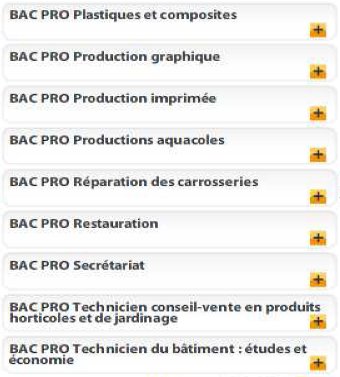 BAC PRO Plastiques et composites
BAC PRO Production graphique
BAC PRO Production imprimée
BAC PRO Productions aquacoles
BAC PRO Réparation des carrosseries
BAC PRO Restauration
BAC PRO Secrétariat
BAC PRO Technicien conseil-vente en produits
horticoles et de jardinage
BAC PRO Technicien du bâtiment : études et
économie